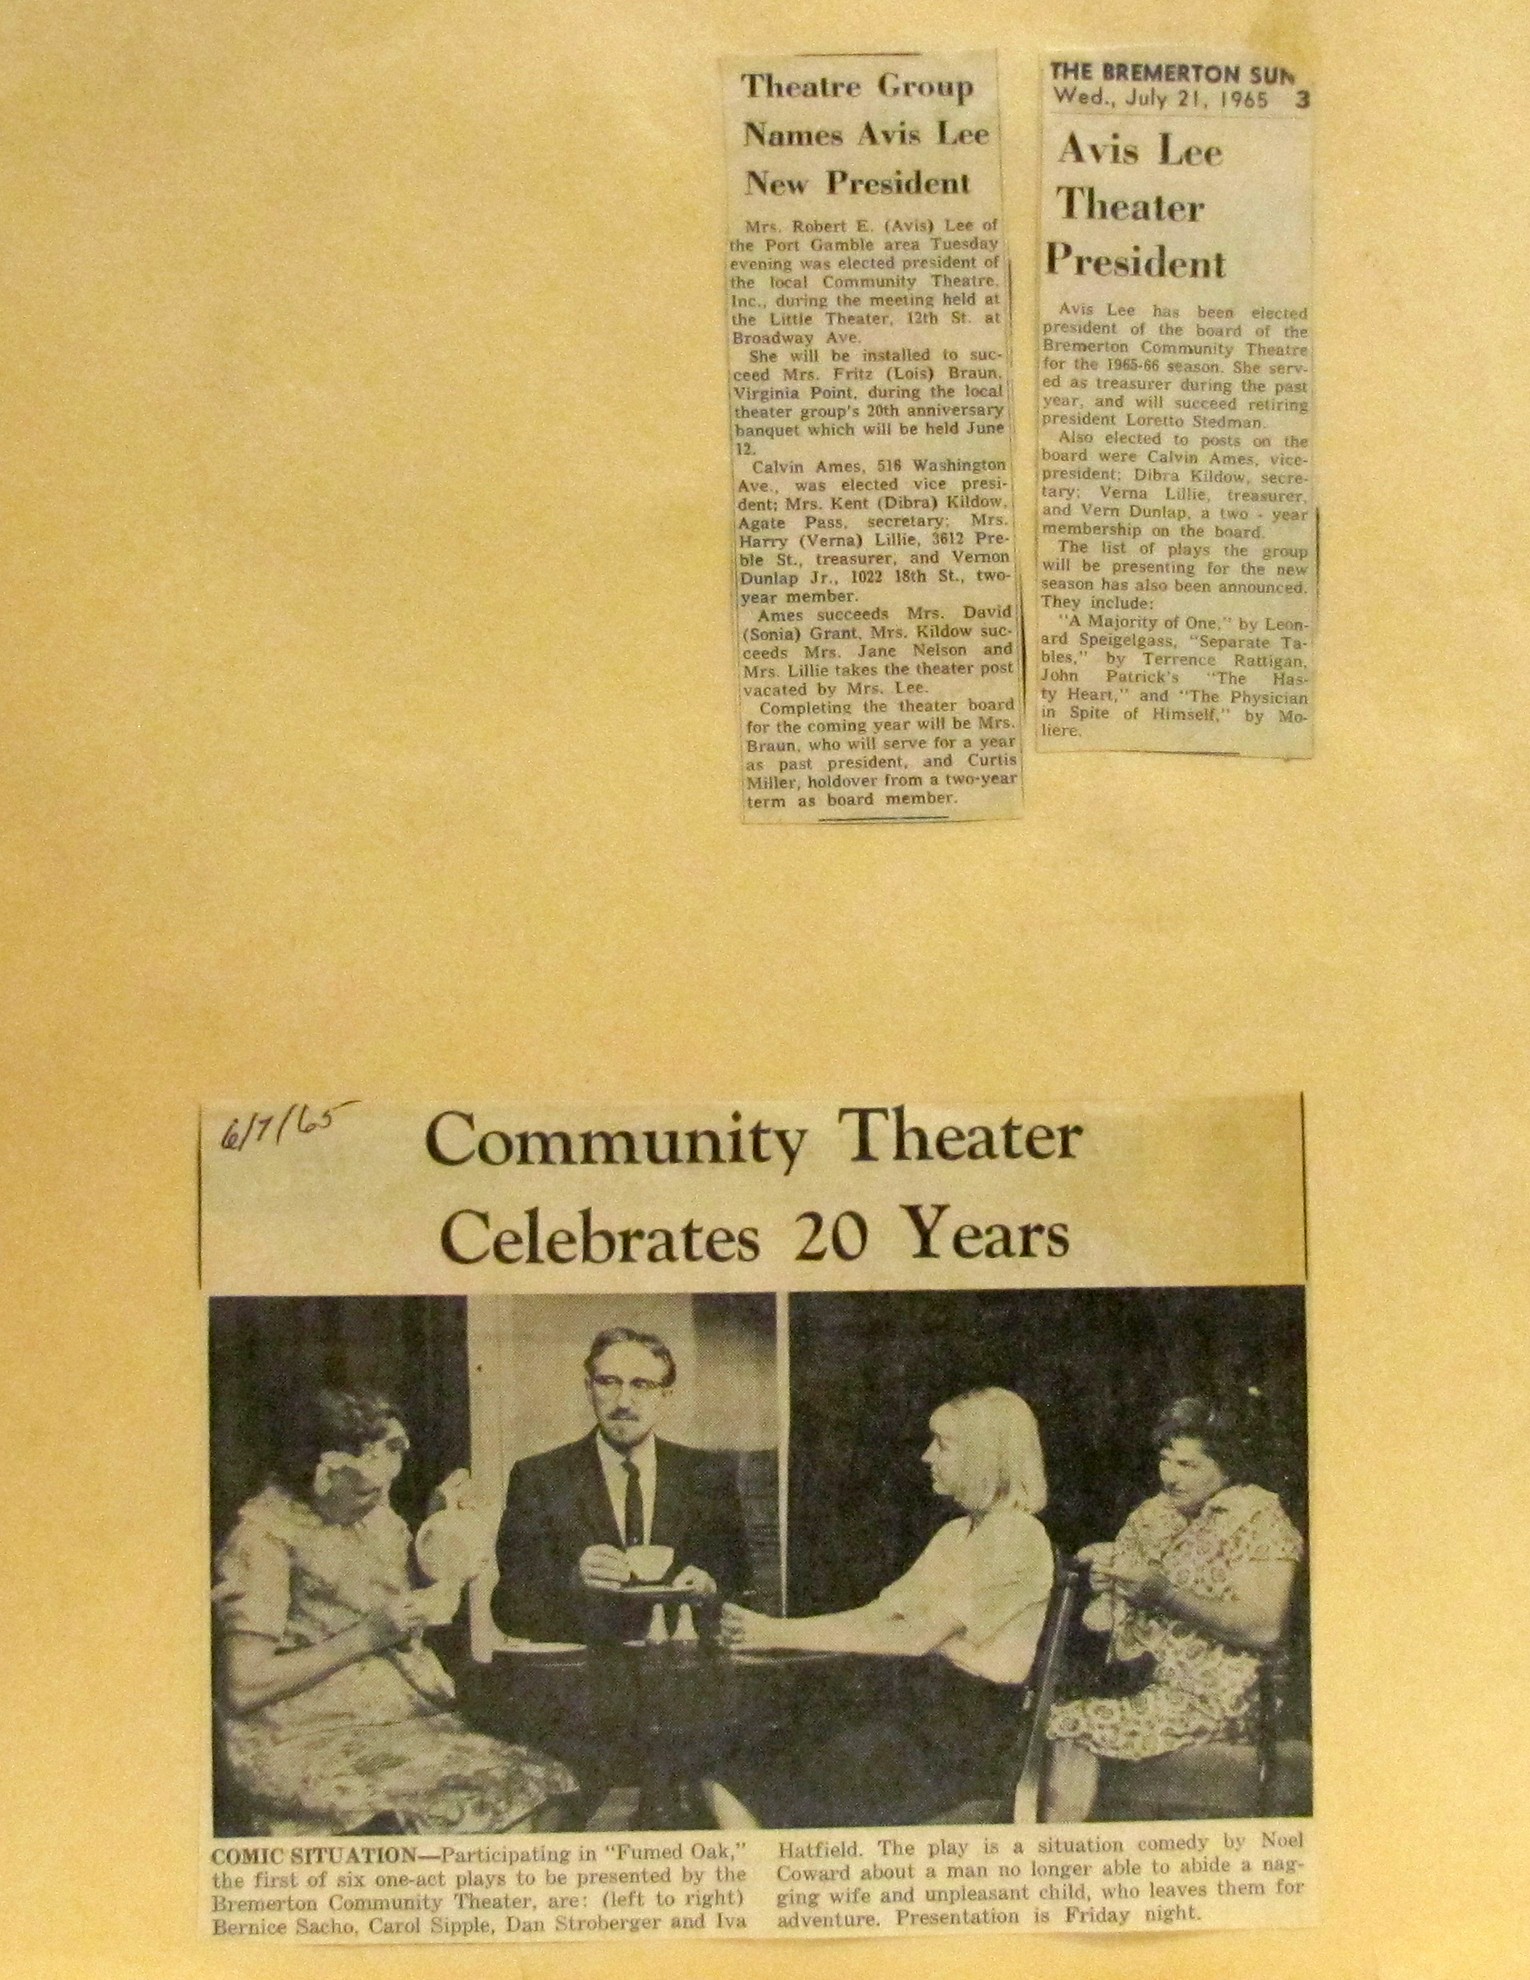 Theatre Group
Names Avis Lee
New President
Mrs. Robert E. (Avis) Lee of
the Port Gamble area Tuesday
evening was elected president of
the local Community Theatre,
Inc., during the meeting held at
the Little Theater, 12th St. at
Broadway Ave.
She will be installed to suc-
ceed Mrs. Fritz (Lois) Braun,
Virginia Point, during the local
theater group's 20th anniversary
banquet which will be held June
12.
Calvin Ames, 516 Washington
Ave., was elected vice presi-
dent; Mrs. Kent (Dibra) Kildow,
Agate Pass, secretary; Mrs.
Harry (Verna) Lillie, 3612 Pre-
ble St., treasurer, and Vernon
Dunlap Jr., 1022 18th St., two-
year member.
Ames succeeds Mrs. David
(Sonia) Grant, Mrs. Kildow suc-
ceeds Mrs. Jane Nelson and
Mrs. Lillie takes the theater post
vacated by Mrs. Lee.
Completing the theater board
for the coming year will be Mrs.
Braun, who will serve for a year
as past president, and Curtis
Miller, holdover from a two-year
term as board member.
THE BREMERTON SUN
Wed., July 21, 1965 3
Avis Lee
Theater
President
Avis Lee has been elected
president of the board of the
Bremerton Community Theatre
for the 1965-66 season. She serv-
ed as treasurer during the past
year, and will succeed retiring
president Loretto Stedman.
Also elected to posts on the
board were Calvin Ames, vice-
president; Dibra Kildow, secre-
tary; Verna Lillie, treasurer,
and Vern Dunlap, a two - year
membership on the board.
The list of plays the group
will be presenting for the new
season has also been announced.
They include:
"A Majority of One," by Leon-
ard Speigelgass, "Separate Ta-
bles," by Terrence Rattigan,
John Patrick's "The Has-
ty Heart," and "The Physician
in Spite of Himself," by Mo-
liere.
6/7/65
Community Theater
Celebrates 20 Years
COMIC SITUATION—Participating in "Fumed Oak,"
the first of six one-act plays to be presented by the
Bremerton Community Theater, are: (left to right)
Bernice Sacho, Carol Sipple, Dan Stroberger and Iva
Hatfield. The play is a situation comedy by Noel
Coward about a man no longer able to abide a nag-
ging wife and unpleasant child, who leaves them for
adventure. Presentation is Friday night.